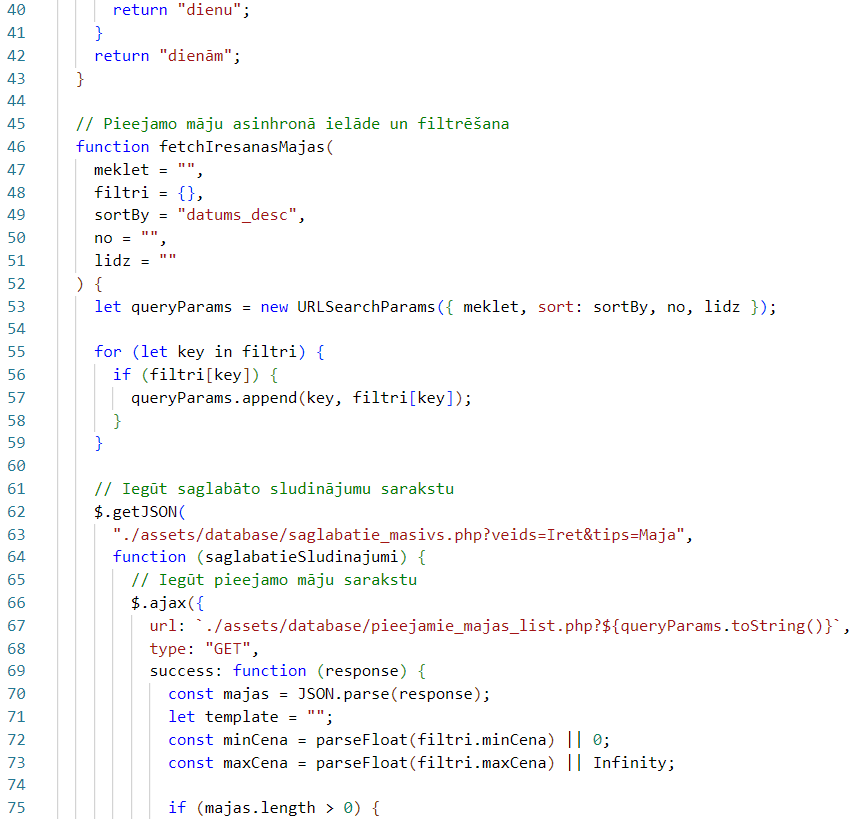 40 return "dienu";
41 }
42 return "dienām";
43 }
44
45 // Pieejamo māju asinhronā ielāde un filtrēšana
46 function fetchIresanasMajas(
47 meklet = "",
48 filtri = {},
49 sortBy = "datums_desc",
50 no = "",
51 lidz = ""
52 ) {
53 let queryParams = new URLSearchParams({ meklet, sort: sortBy, no, lidz });
54
55 for (let key in filtri) {
56 if (filtri[key]) {
57 queryParams.append(key, filtri[key]);
58 }
59 }
60
61 // Iegūt saglabāto sludinājumu sarakstu
62 $.getJSON(
63 "./assets/database/saglabatie_masivs.php?veids=Iret&tips=Maja",
64 function (saglabatieSludinajumi) {
65 // Iegūt pieejamo māju sarakstu
66 $.ajax({
67 url: `./assets/database/pieejamie_majas_list.php?${queryParams.toString()}`,
68 type: "GET",
69 success: function (response) {
70 const majas = JSON.parse(response);
71 let template = "";
72 const minCena = parseFloat(filtri.minCena) || 0;
73 const maxCena = parseFloat(filtri.maxCena) || Infinity;
74
75 if (majas.length > 0) {